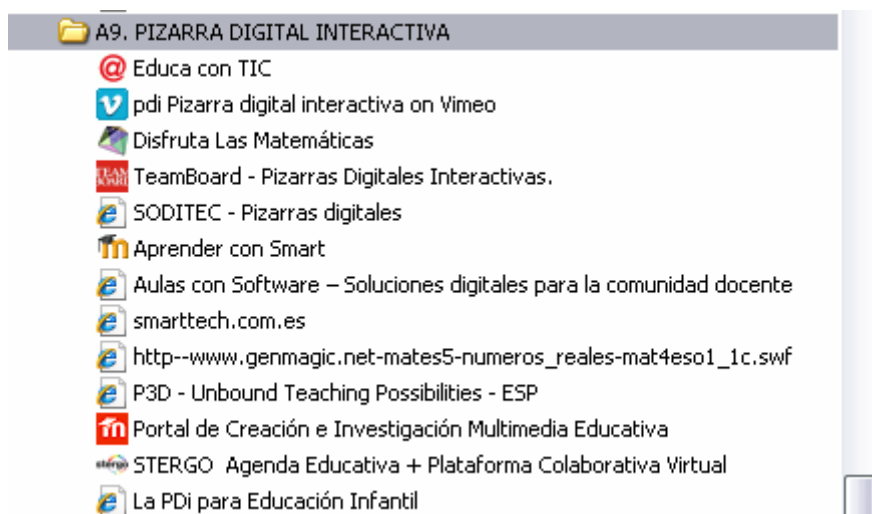 A9. PIZARRA DIGITAL INTERACTIVA
Educa con TIC
pdi Pizarra digital interactiva on Vimeo
Disfruta Las Matemáticas
TEAM BOARD TeamBoard - Pizarras Digitales Interactivas.
SODITEC - Pizarras digitales
Aprender con Smart
Aulas con Software – Soluciones digitales para la comunidad docente
smarttech.com.es
http--www.genmagic.net-mates5-numeros_reales-mat4eso1_1c.swf
P3D - Unbound Teaching Possibilities - ESP
Portal de Creación e Investigación Multimedia Educativa
stergo STERGO Agenda Educativa + Plataforma Colaborativa Virtual
La PDi para Educación Infantil